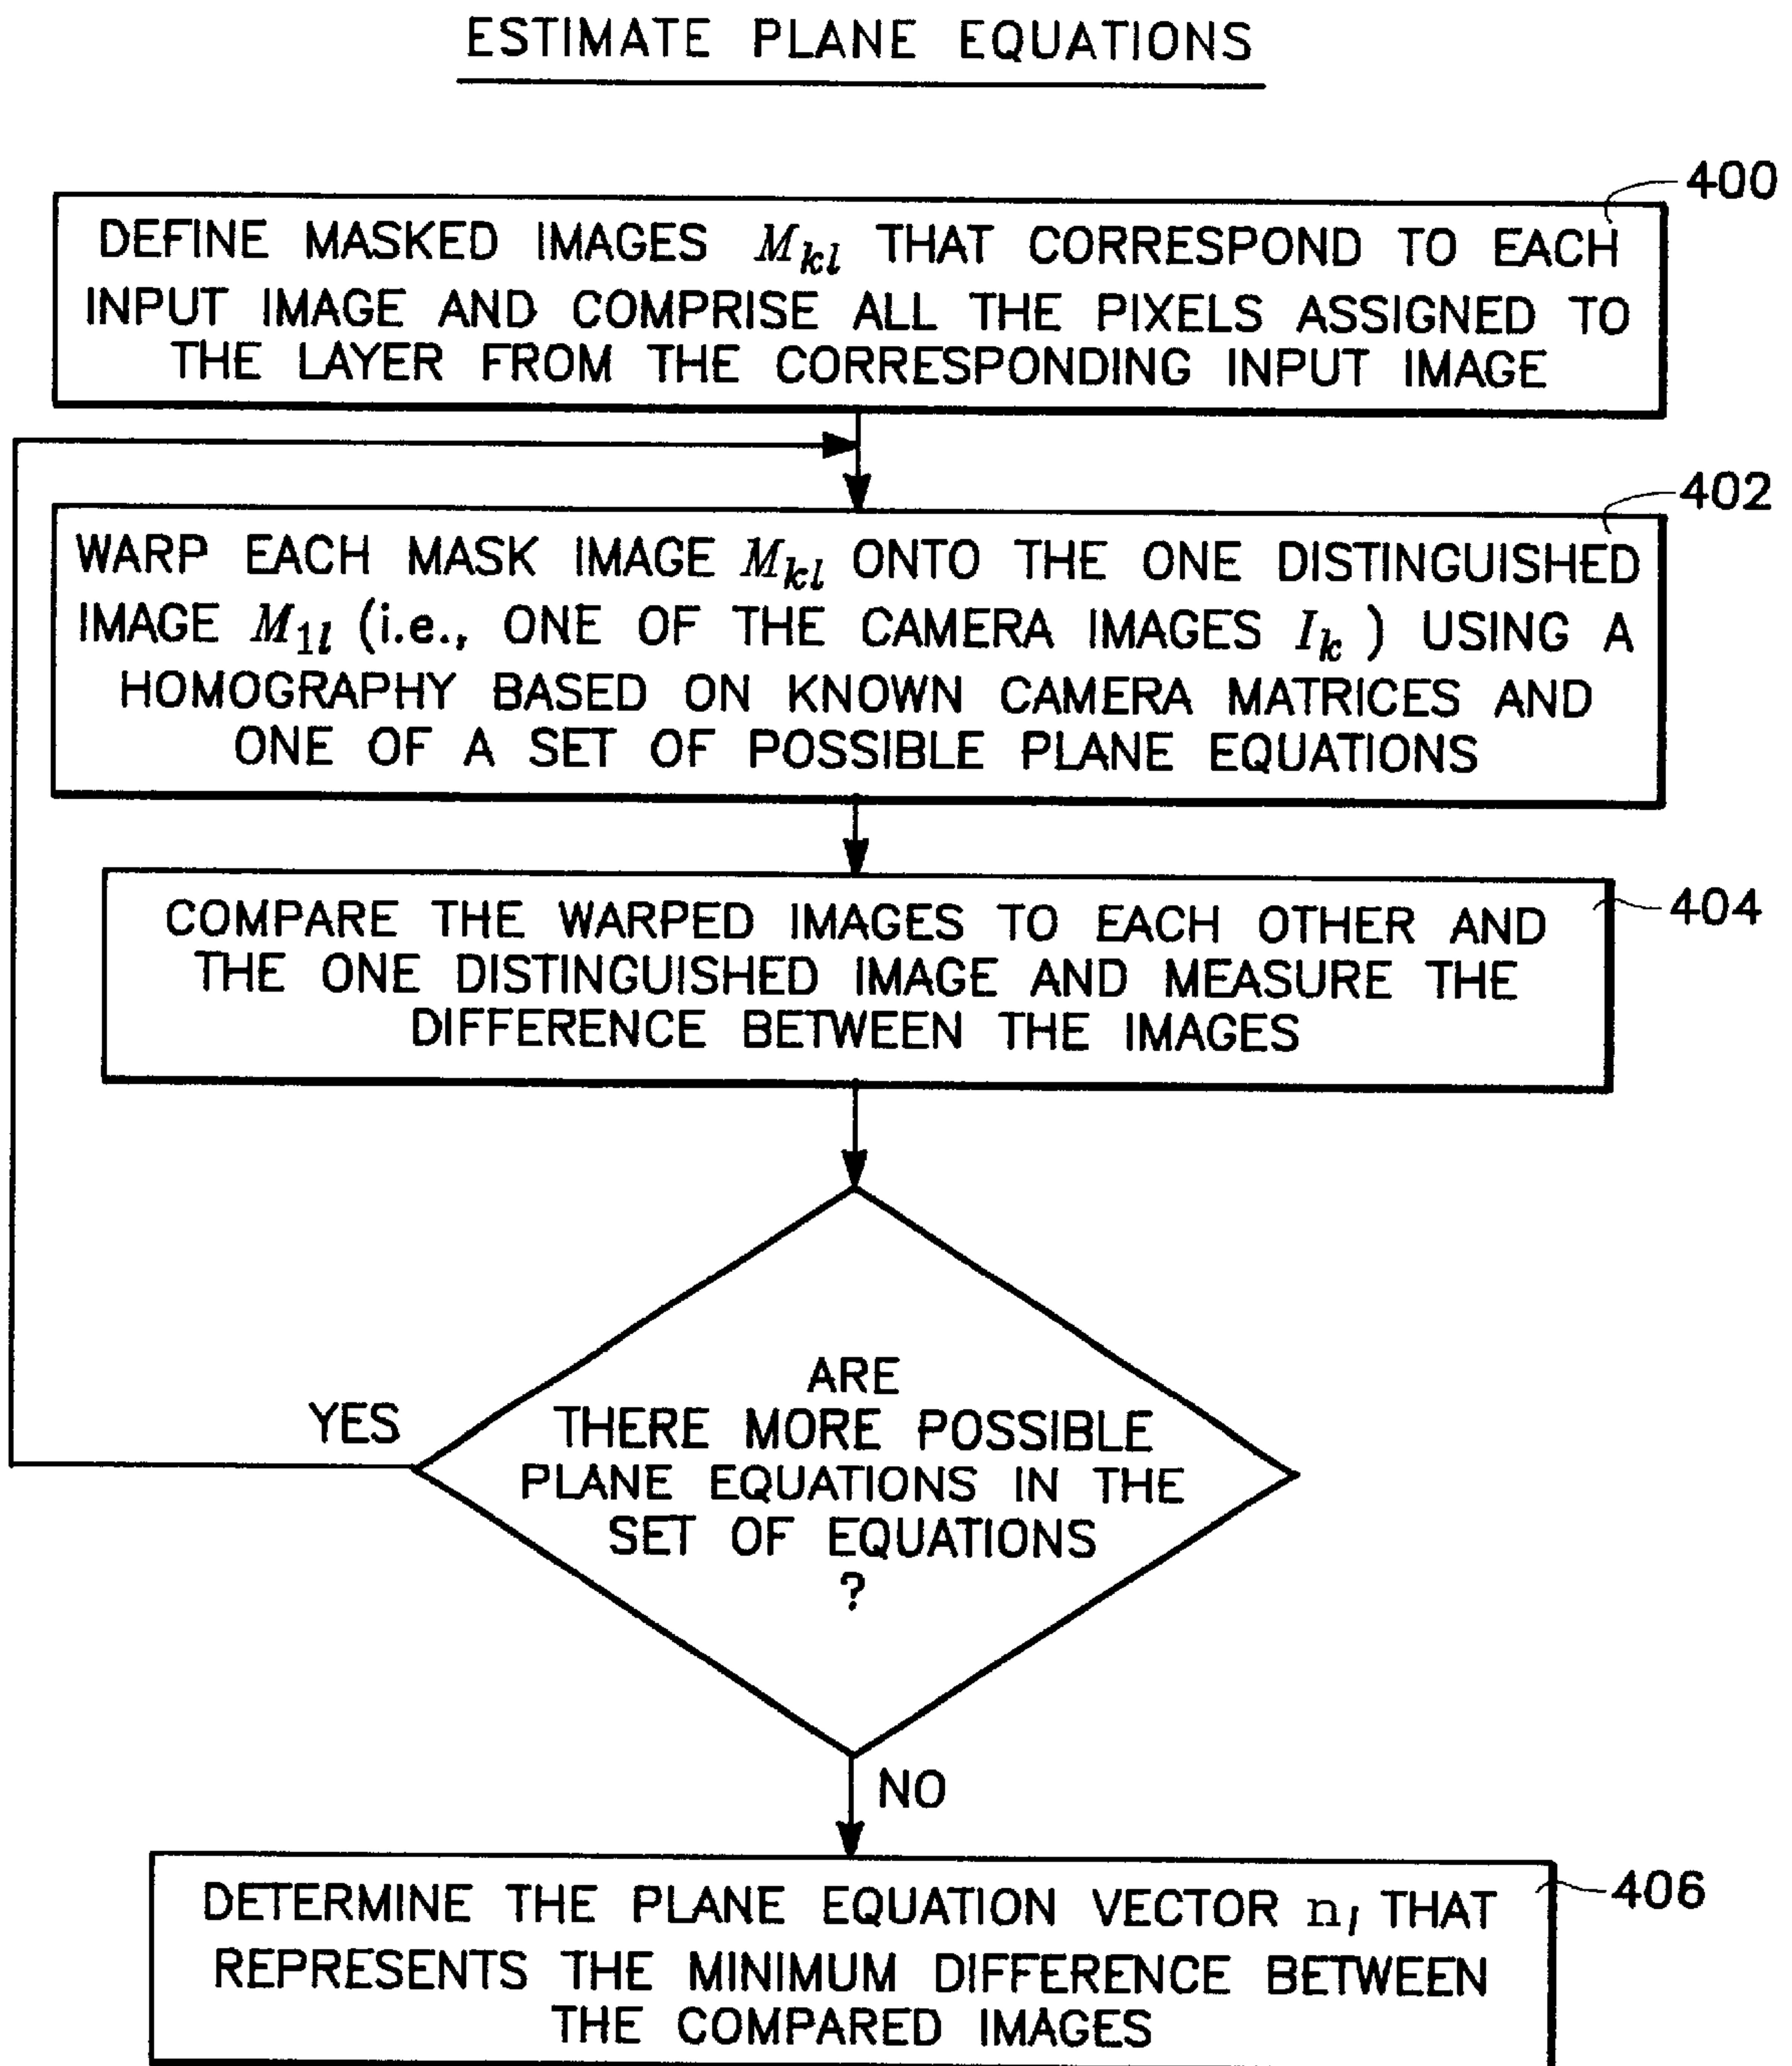 ESTIMATE PLANE EQUATIONS
400
DEFINE MASKED IMAGES Mkl THAT CORRESPOND TO EACH
INPUT IMAGE AND COMPRISE ALL THE PIXELS ASSIGNED TO
THE LAYER FROM THE CORRESPONDING INPUT IMAGE
402
WARP EACH MASK IMAGE Mkl ONTO THE ONE DISTINGUISHED
IMAGE M1l (i.e., ONE OF THE CAMERA IMAGES Ik) USING A
HOMOGRAPHY BASED ON KNOWN CAMERA MATRICES AND
ONE OF A SET OF POSSIBLE PLANE EQUATIONS
404
COMPARE THE WARPED IMAGES TO EACH OTHER AND
THE ONE DISTINGUISHED IMAGE AND MEASURE THE
DIFFERENCE BETWEEN THE IMAGES
ARE
YES
THERE MORE POSSIBLE
PLANE EQUATIONS IN THE
SET OF EQUATIONS
?
NO
406
DETERMINE THE PLANE EQUATION VECTOR nl THAT
REPRESENTS THE MINIMUM DIFFERENCE BETWEEN
THE COMPARED IMAGES